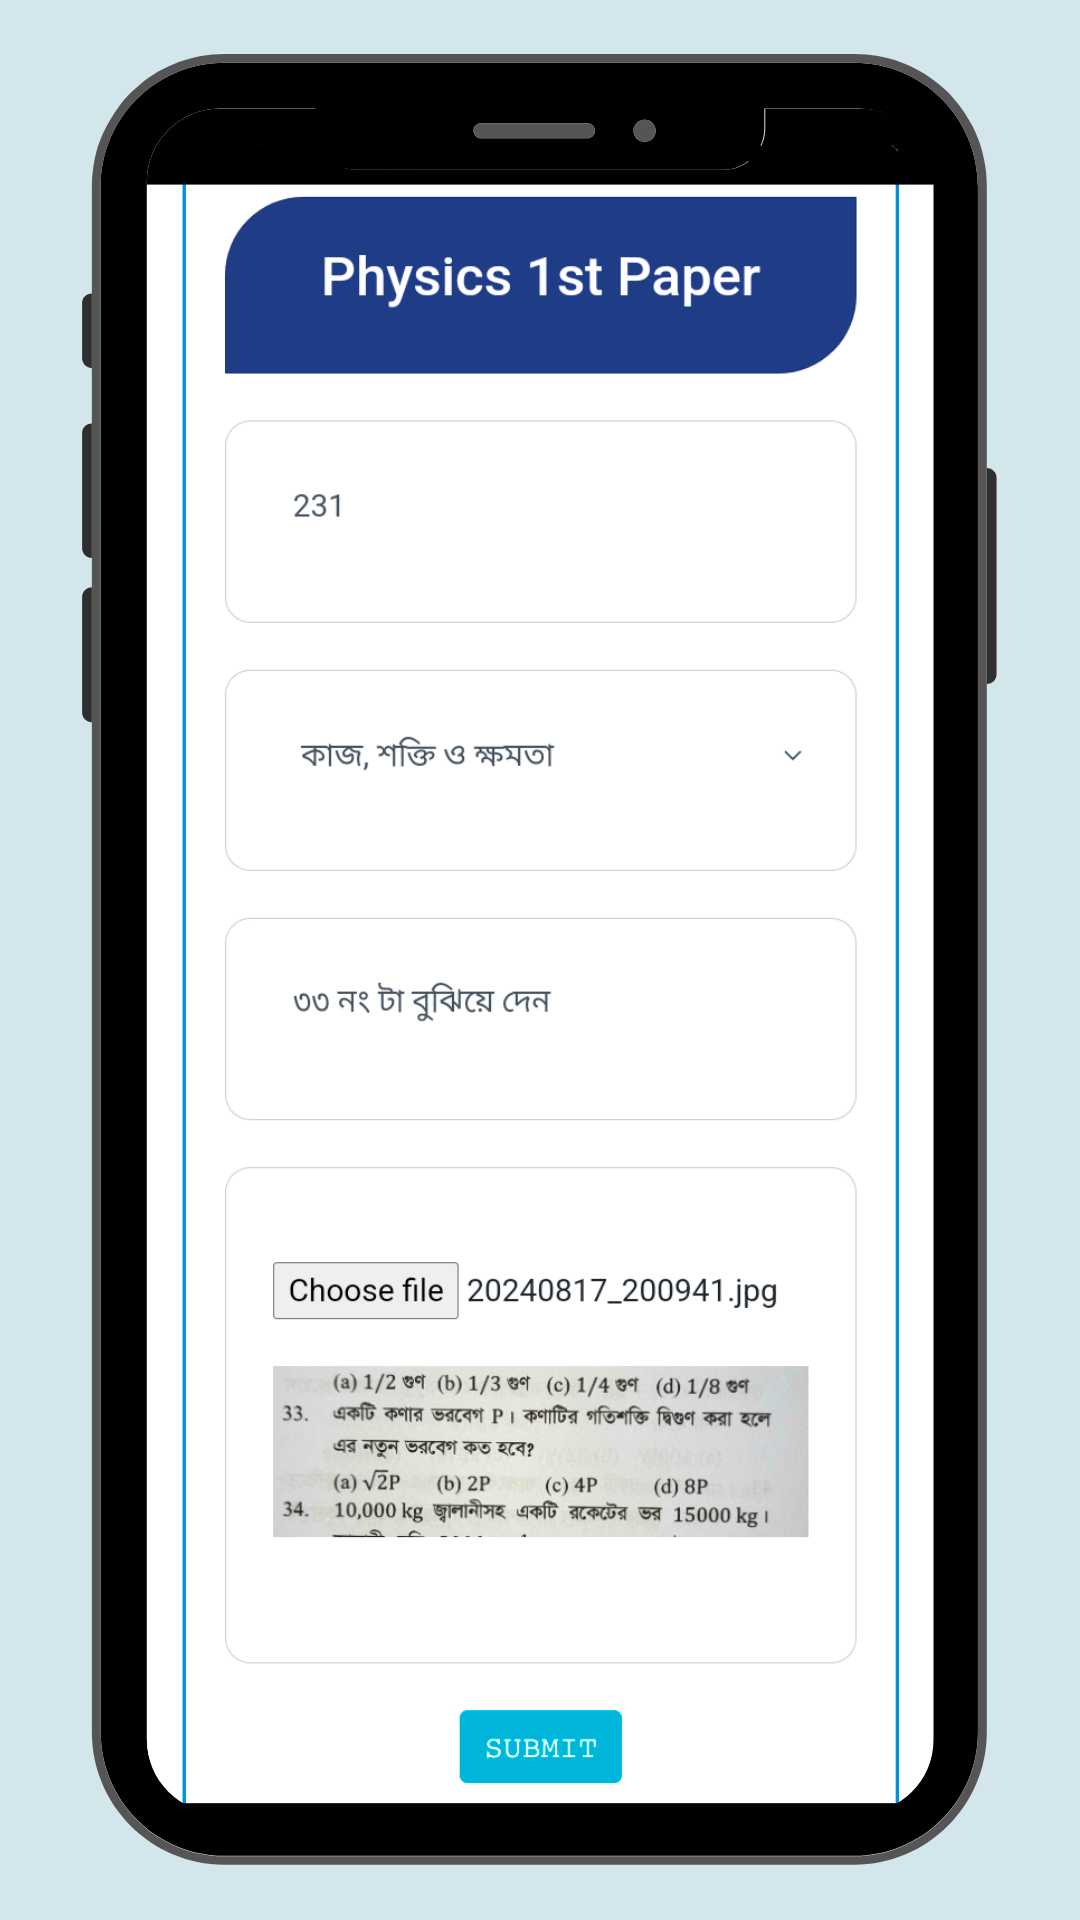 Physics 1st Paper
231
কাজ, শক্তি ও ক্ষমতা
৩৩ নং টা বুঝিয়ে দেন
Choose file 20240817_200941.jpg
(a) 1/2 গুণ (b) 1/3 গুণ (c) 1/4 গুণ (d) 1/8 গুণ
33. একটি কণার ভরবেগ P। কণাটির গতিশক্তি দ্বিগুণ করা হলে
এর নতুন ভরবেগ কত হবে?
(a) √2P (b) 2P (c) 4P (d) 8P
34. 10,000 kg জ্বালানীসহ একটি রকেটের ভর 15000 kg।
SUBMIT